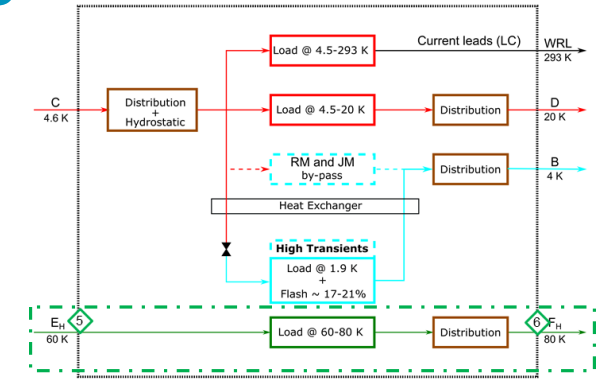 Current leads (LC)
WRL
293 K
Load @ 4.5-293 K
C
4.6 K
Distribution
+
Hydrostatic
Load @ 4.5-20 K
Distribution
D
20 K
RM and JM
by-pass
Distribution
B
4 K
Heat Exchanger
High Transients
Load @ 1.9 K
+
Flash ~ 17-21%
EH
60 K
5
Load @ 60-80 K
Distribution
6
FH
80 K